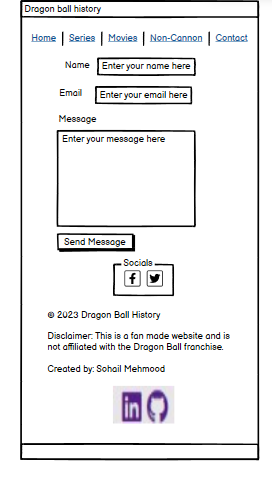 Dragon ball history
Home | Series | Movies | Non-Cannon | Contact
Name Enter your name here
Email Enter your email here
Message
Enter your message here
Send Message
Socials
© 2023 Dragon Ball History
Disclaimer: This is a fan made website and is
not affiliated with the Dragon Ball franchise.
Created by: Sohail Mehmood